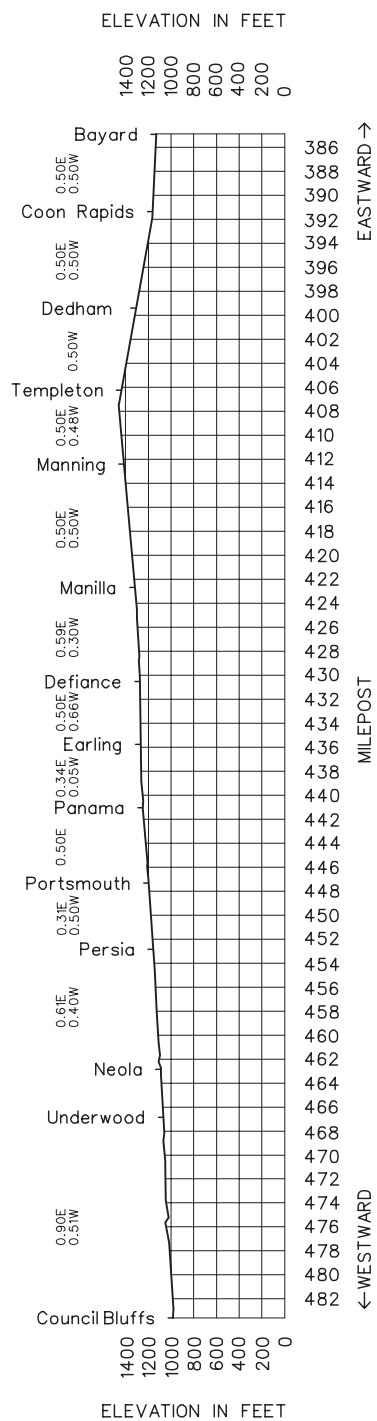 ELEVATION IN FEET
1400 1200 1000 800 600 400 200 0
EASTWARD →
Bayard
386
0.50E
0.50W
388
390
Coon Rapids
392
394
0.50E
0.50W
396
398
Dedham
400
402
0.50W
404
Templeton
406
408
0.50E
0.48W
410
Manning
412
414
416
0.50E
0.50W
418
420
Manilla
422
424
0.59E
0.30W
426
428
Defiance
430
MILEPOST
0.50E
0.66W
432
434
Earling
436
0.34E
0.05W
438
440
Panama
442
0.50E
444
446
Portsmouth
448
0.31E
0.50W
450
Persia
452
454
456
0.61E
0.40W
458
460
Neola
462
464
Underwood
466
468
470
472
474
0.90E
0.51W
476
478
480
← WESTWARD
482
Council Bluffs
1400 1200 1000 800 600 400 200 0
ELEVATION IN FEET